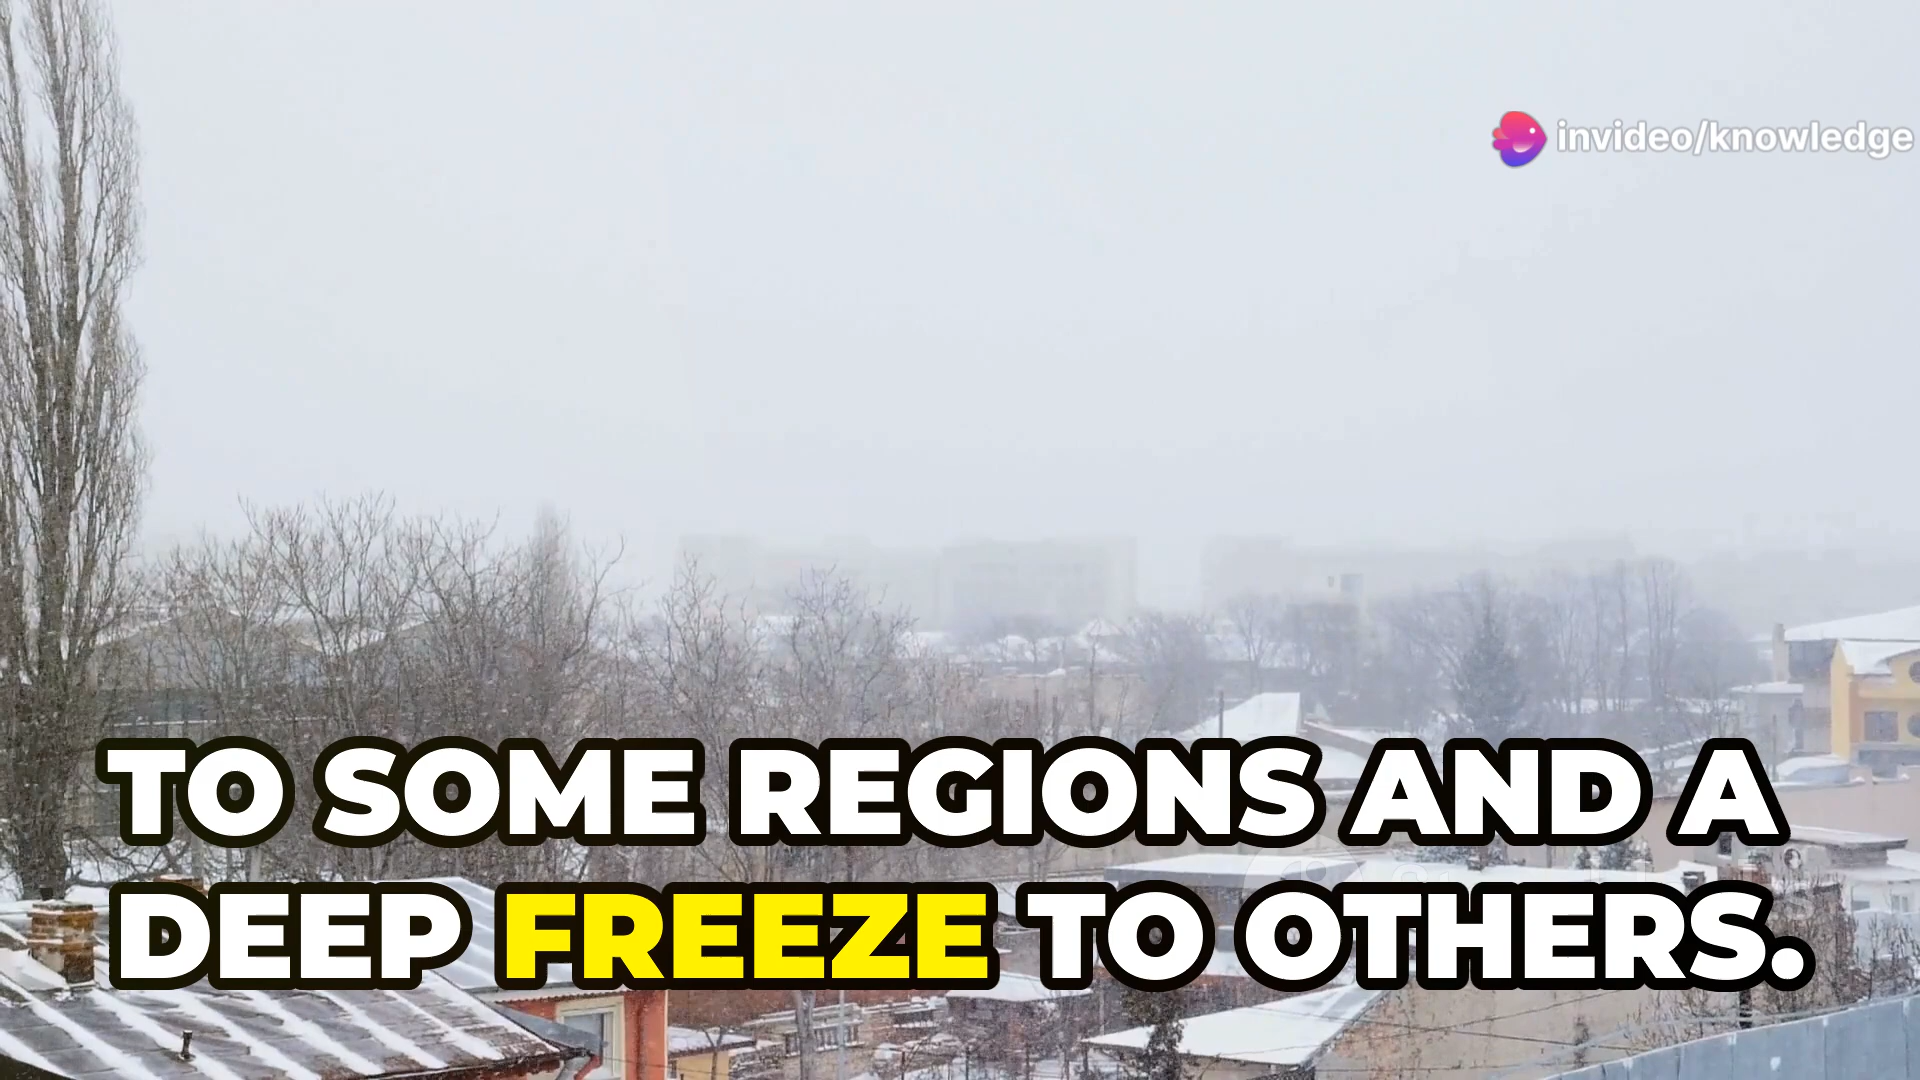 invideo/knowledge
TO SOME REGIONS AND A
DEEP FREEZE TO OTHERS.